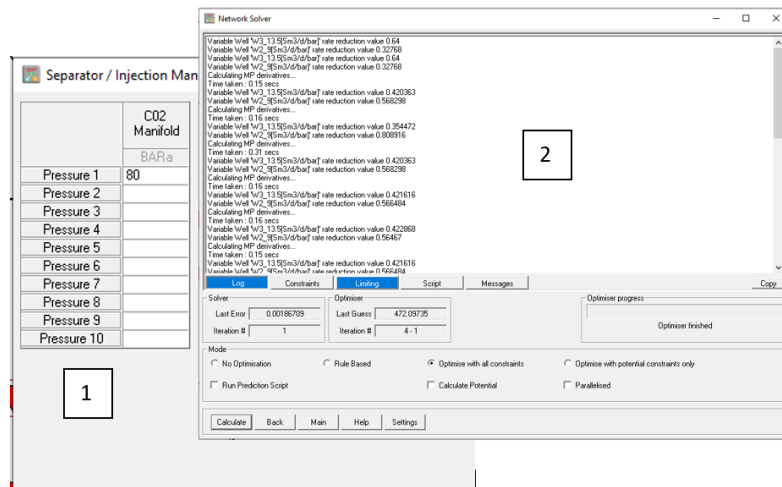 Separator / Injection Man
C02
Manifold
BARa
Pressure 1 80
Pressure 2
Pressure 3
Pressure 4
Pressure 5
Pressure 6
Pressure 7
Pressure 8
Pressure 9
Pressure 10
1
Network Solver
Variable Well 'W3_13.5[Sm3/d/bar]' rate reduction value 0.64
Variable Well 'W2_9[Sm3/d/bar]' rate reduction value 0.32768
Variable Well 'W3_13.5[Sm3/d/bar]' rate reduction value 0.64
Variable Well 'W2_9[Sm3/d/bar]' rate reduction value 0.32768
Calculating MP derivatives...
Time taken : 0.15 secs
Variable Well 'W3_13.5[Sm3/d/bar]' rate reduction value 0.420363
Variable Well 'W2_9[Sm3/d/bar]' rate reduction value 0.568298
Calculating MP derivatives...
Time taken : 0.16 secs
Variable Well 'W3_13.5[Sm3/d/bar]' rate reduction value 0.354472
Variable Well 'W2_9[Sm3/d/bar]' rate reduction value 0.808916
Calculating MP derivatives...
Time taken : 0.31 secs
Variable Well 'W3_13.5[Sm3/d/bar]' rate reduction value 0.420363
Variable Well 'W2_9[Sm3/d/bar]' rate reduction value 0.568298
Calculating MP derivatives...
Time taken : 0.16 secs
Variable Well 'W3_13.5[Sm3/d/bar]' rate reduction value 0.421616
Variable Well 'W2_9[Sm3/d/bar]' rate reduction value 0.566484
Calculating MP derivatives...
Time taken : 0.16 secs
Variable Well 'W3_13.5[Sm3/d/bar]' rate reduction value 0.422868
Variable Well 'W2_9[Sm3/d/bar]' rate reduction value 0.56467
Calculating MP derivatives...
Time taken : 0.15 secs
Variable Well 'W3_13.5[Sm3/d/bar]' rate reduction value 0.421616
Variable Well 'W2_9[Sm3/d/bar]' rate reduction value 0.566484
2
Log Constraints Limiting Script Messages Copy
Solver Optimiser Optimiser progress
Last Error 0.00186709 Last Guess 472.09735
Iteration # 1 Iteration # 4 - 1 Optimiser finished
Mode
No Optimisation Rule Based Optimise with all constraints Optimise with potential constraints only
Run Prediction Script Calculate Potential Parallelised
Calculate Back Main Help Settings